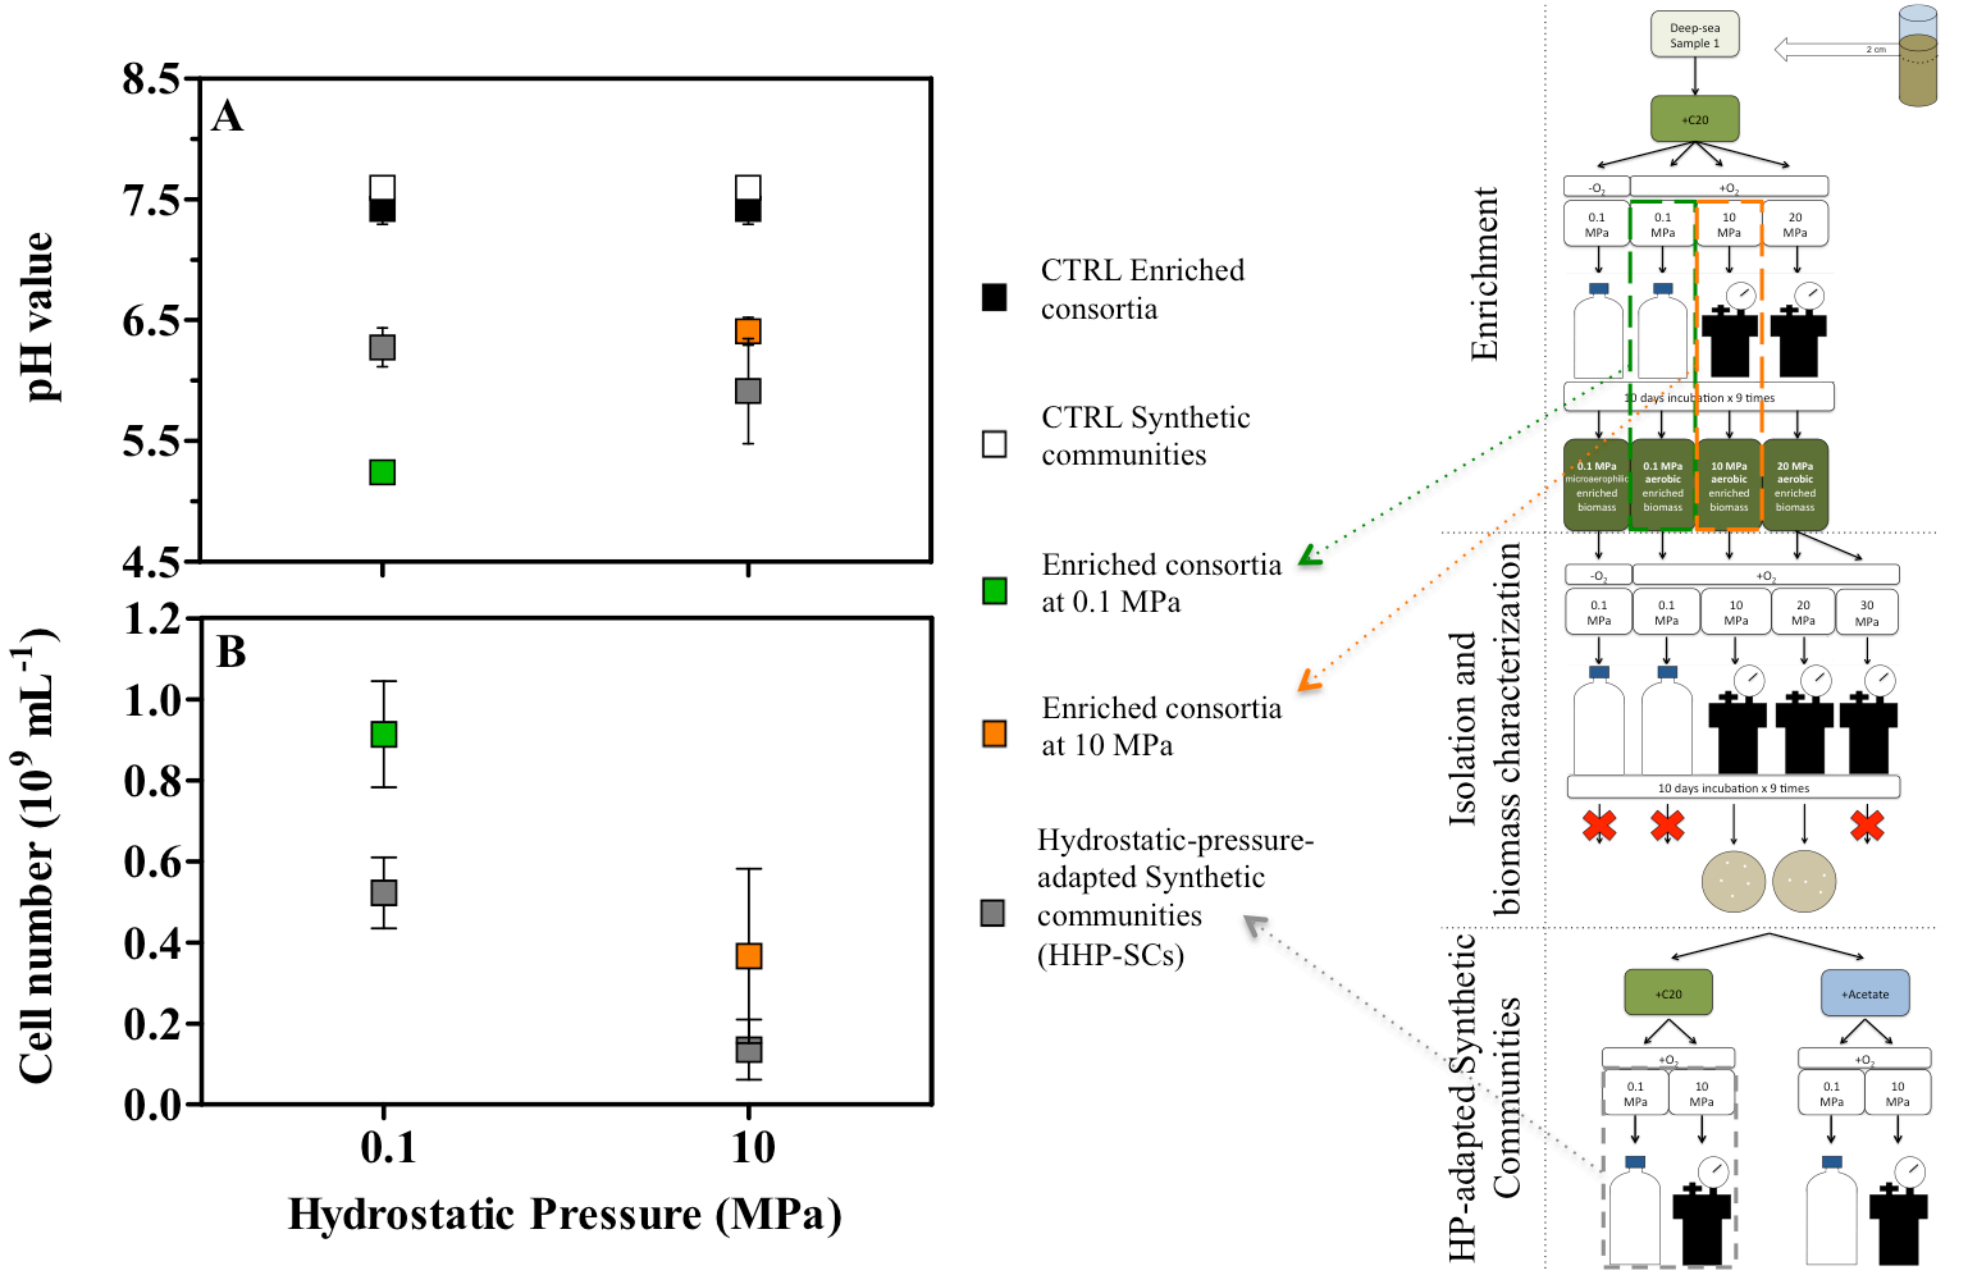 A
8.5
7.5
6.5
5.5
4.5
pH value
B
1.2
1.0
0.8
0.6
0.4
0.2
0.0
Cell number (10⁹ mL⁻¹)
0.1
10
Hydrostatic Pressure (MPa)
CTRL Enriched
consortia
CTRL Synthetic
communities
Enriched consortia
at 0.1 MPa
Enriched consortia
at 10 MPa
Hydrostatic-pressure-
adapted Synthetic
communities
(HHP-SCs)
Enrichment
Deep-sea
Sample 1
2 cm
+C20
-O₂
+O₂
0.1
MPa
0.1
MPa
10
MPa
20
MPa
10 days incubation x 9 times
0.1 MPa
microaerophilic
enriched
biomass
0.1 MPa
aerobic
enriched
biomass
10 MPa
aerobic
enriched
biomass
20 MPa
aerobic
enriched
biomass
Isolation and
biomass characterization
-O₂
+O₂
0.1
MPa
0.1
MPa
10
MPa
20
MPa
30
MPa
10 days incubation x 9 times
HP-adapted Synthetic
Communities
+C20
+Acetate
+O₂
+O₂
0.1
MPa
10
MPa
0.1
MPa
10
MPa